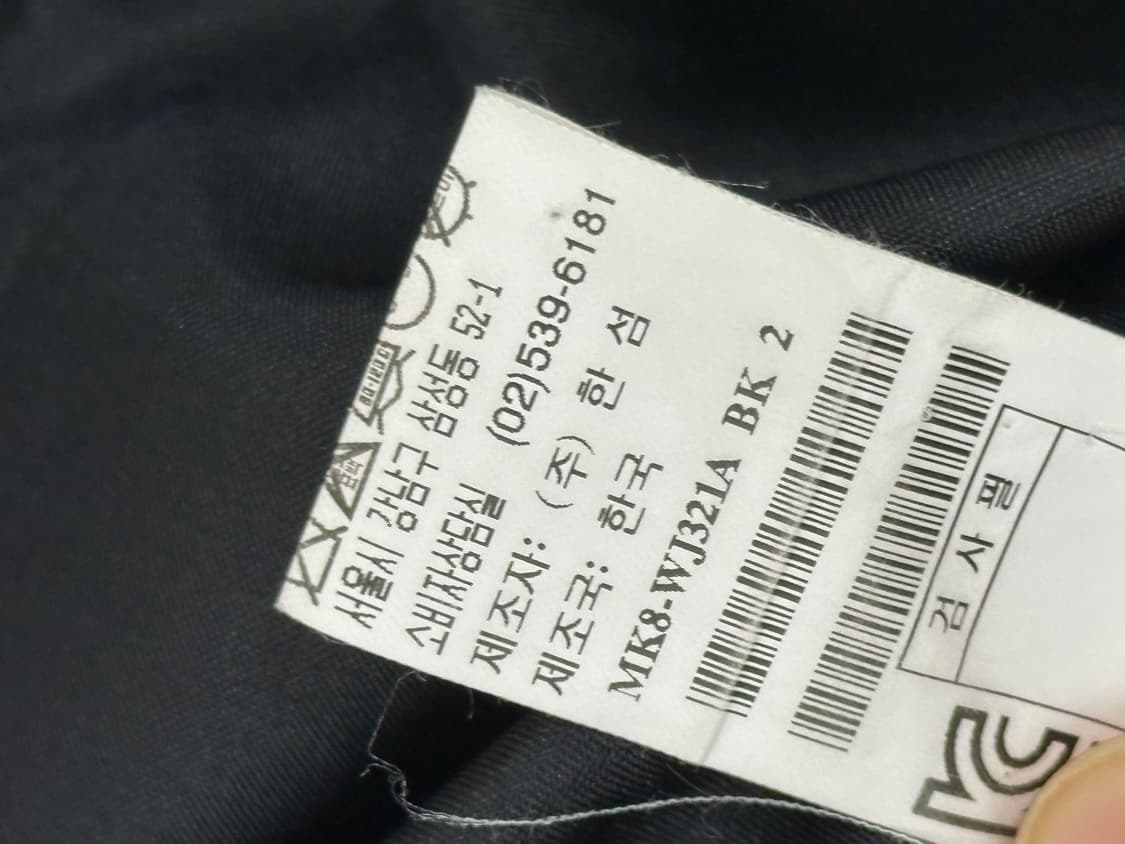 80-120℃
서울시 강남구 삼성동 52-1
소비자상담실 (02)539-6181
제조자: (주) 한 섬
제조국: 한국
MK8-WJ321A BK 2
검 사 필